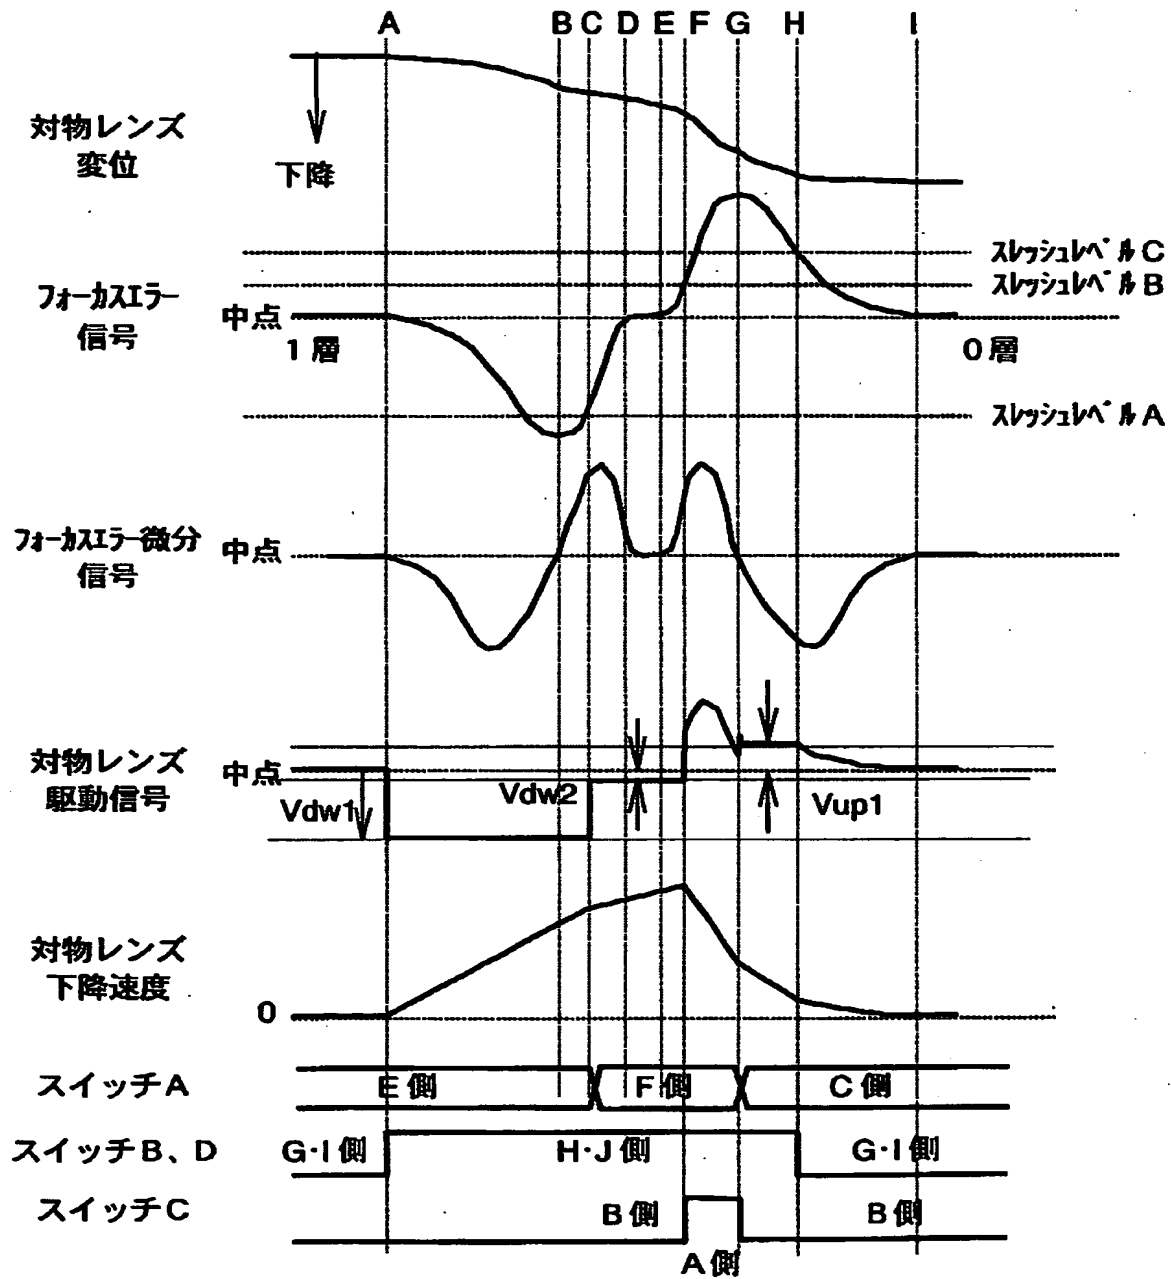 A B C D E F G H I
対物レンズ
変位
下降
スレッシュレベルC
スレッシュレベルB
フォーカスエラー
信号
中点
1層
0層
スレッシュレベルA
フォーカスエラー微分
信号
中点
対物レンズ
駆動信号
中点
Vdw1
Vdw2
Vup1
対物レンズ
下降速度
0
スイッチA
E側
F側
C側
スイッチB、D
G·I側
H·J側
G·I側
スイッチC
B側
B側
A側